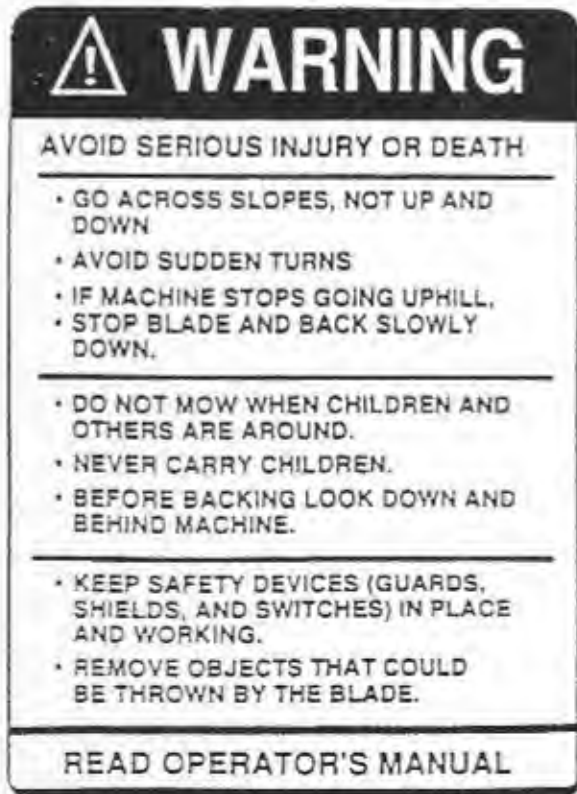 WARNING
AVOID SERIOUS INJURY OR DEATH
• GO ACROSS SLOPES, NOT UP AND
DOWN
• AVOID SUDDEN TURNS
• IF MACHINE STOPS GOING UPHILL,
• STOP BLADE AND BACK SLOWLY
DOWN.
• DO NOT MOW WHEN CHILDREN AND
OTHERS ARE AROUND.
• NEVER CARRY CHILDREN.
• BEFORE BACKING LOOK DOWN AND
BEHIND MACHINE.
• KEEP SAFETY DEVICES (GUARDS,
SHIELDS, AND SWITCHES) IN PLACE
AND WORKING.
• REMOVE OBJECTS THAT COULD
BE THROWN BY THE BLADE.
READ OPERATOR'S MANUAL